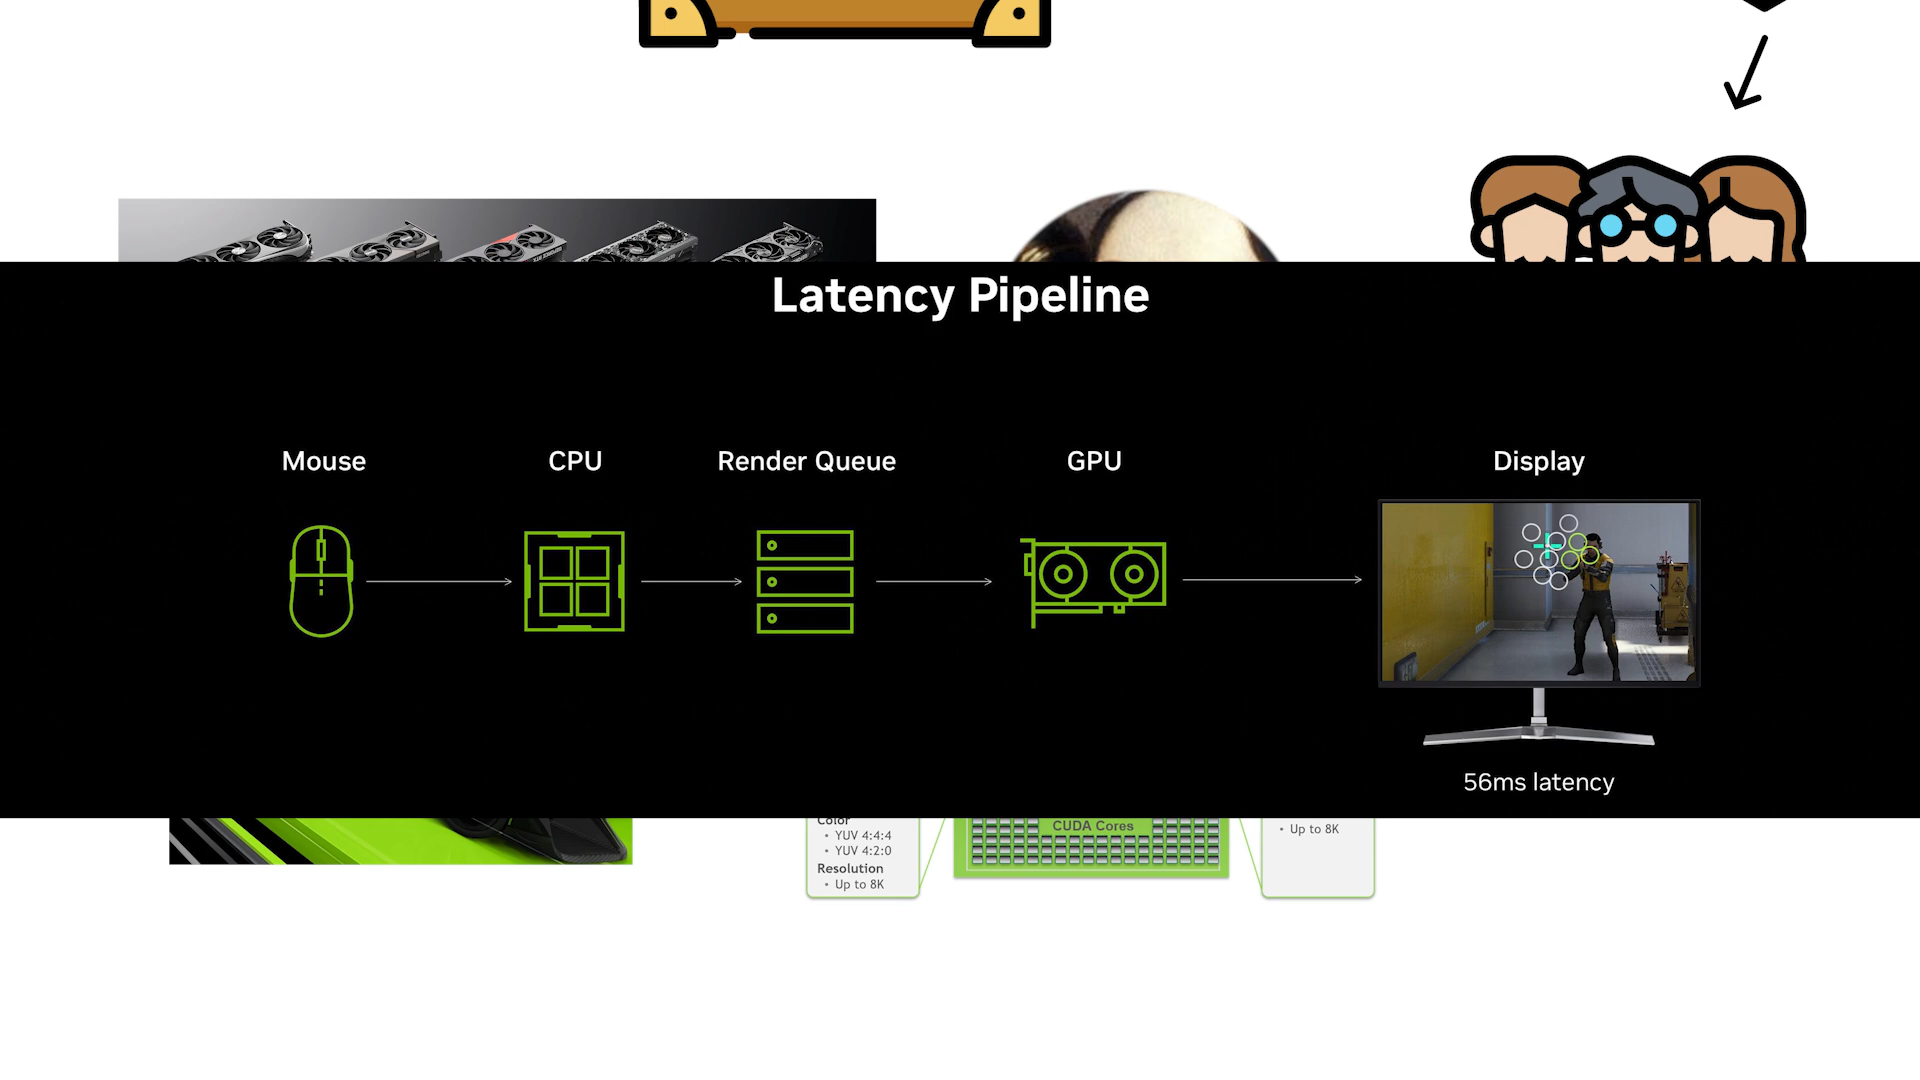 Latency Pipeline
Mouse
CPU
Render Queue
GPU
Display
56ms latency
Color
• YUV 4:4:4
• YUV 4:2:0
Resolution
• Up to 8K
CUDA Cores
• Up to 8K